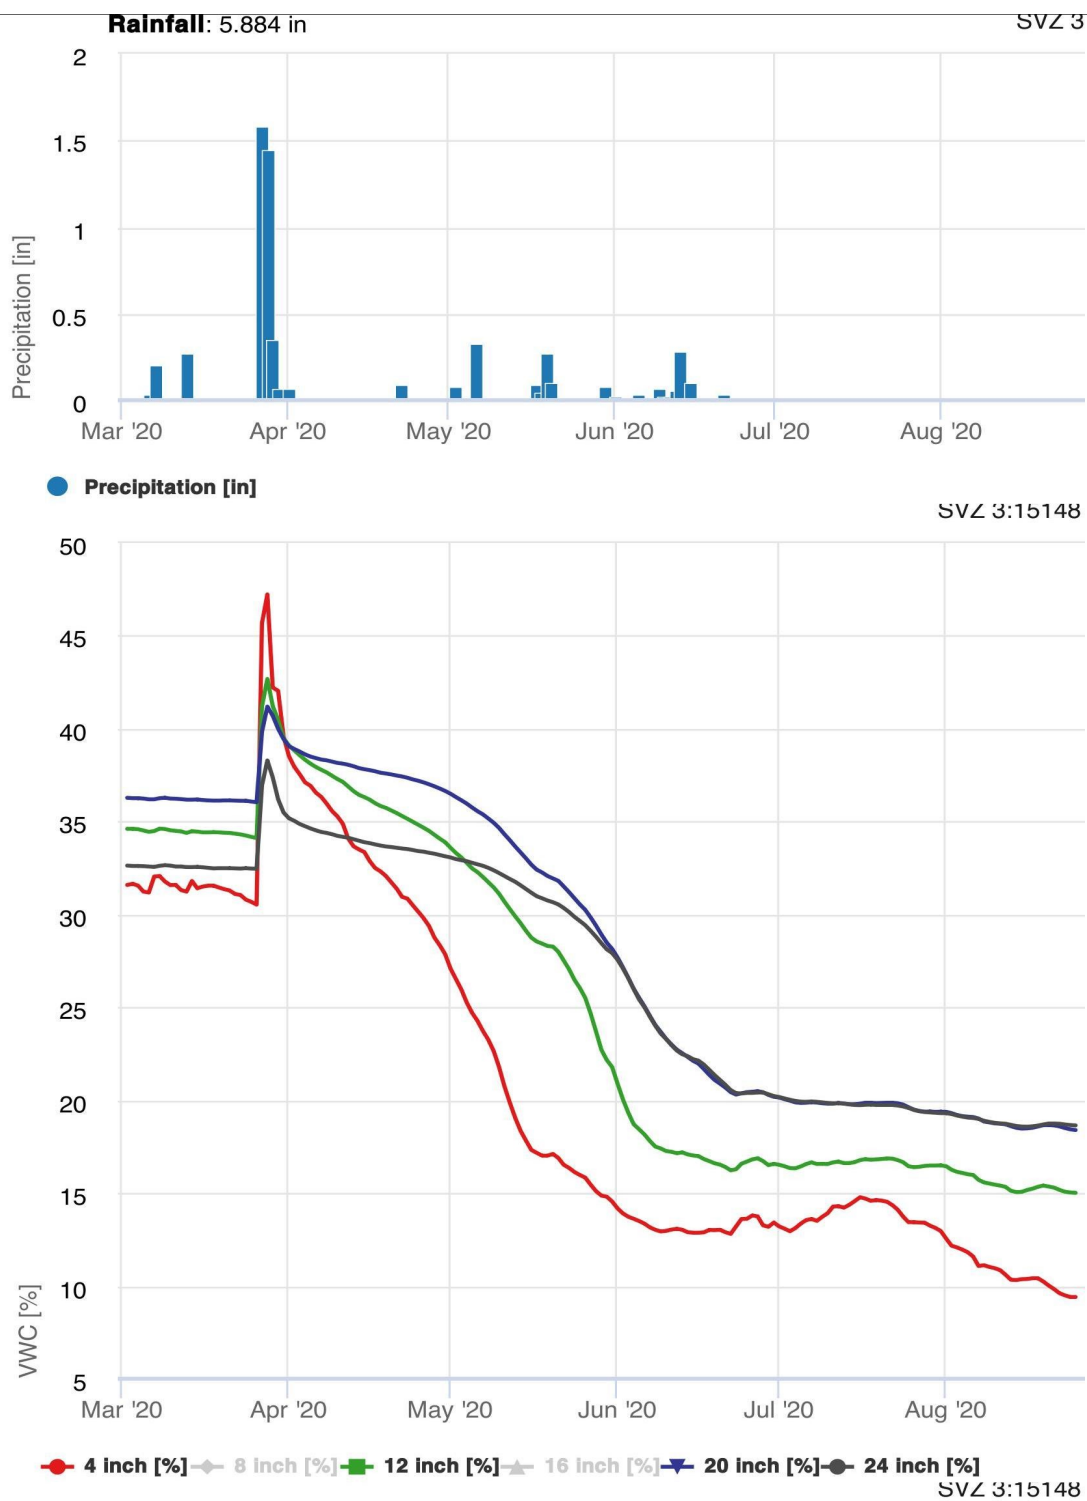 Rainfall: 5.884 in
SVZ 3
2
1.5
1
0.5
0
Precipitation [in]
Mar '20 Apr '20 May '20 Jun '20 Jul '20 Aug '20
Precipitation [in]
SVZ 3:15148
50
45
40
35
30
25
20
15
10
5
VWC [%]
Mar '20 Apr '20 May '20 Jun '20 Jul '20 Aug '20
4 inch [%] 8 inch [%] 12 inch [%] 16 inch [%] 20 inch [%] 24 inch [%]
SVZ 3:15148